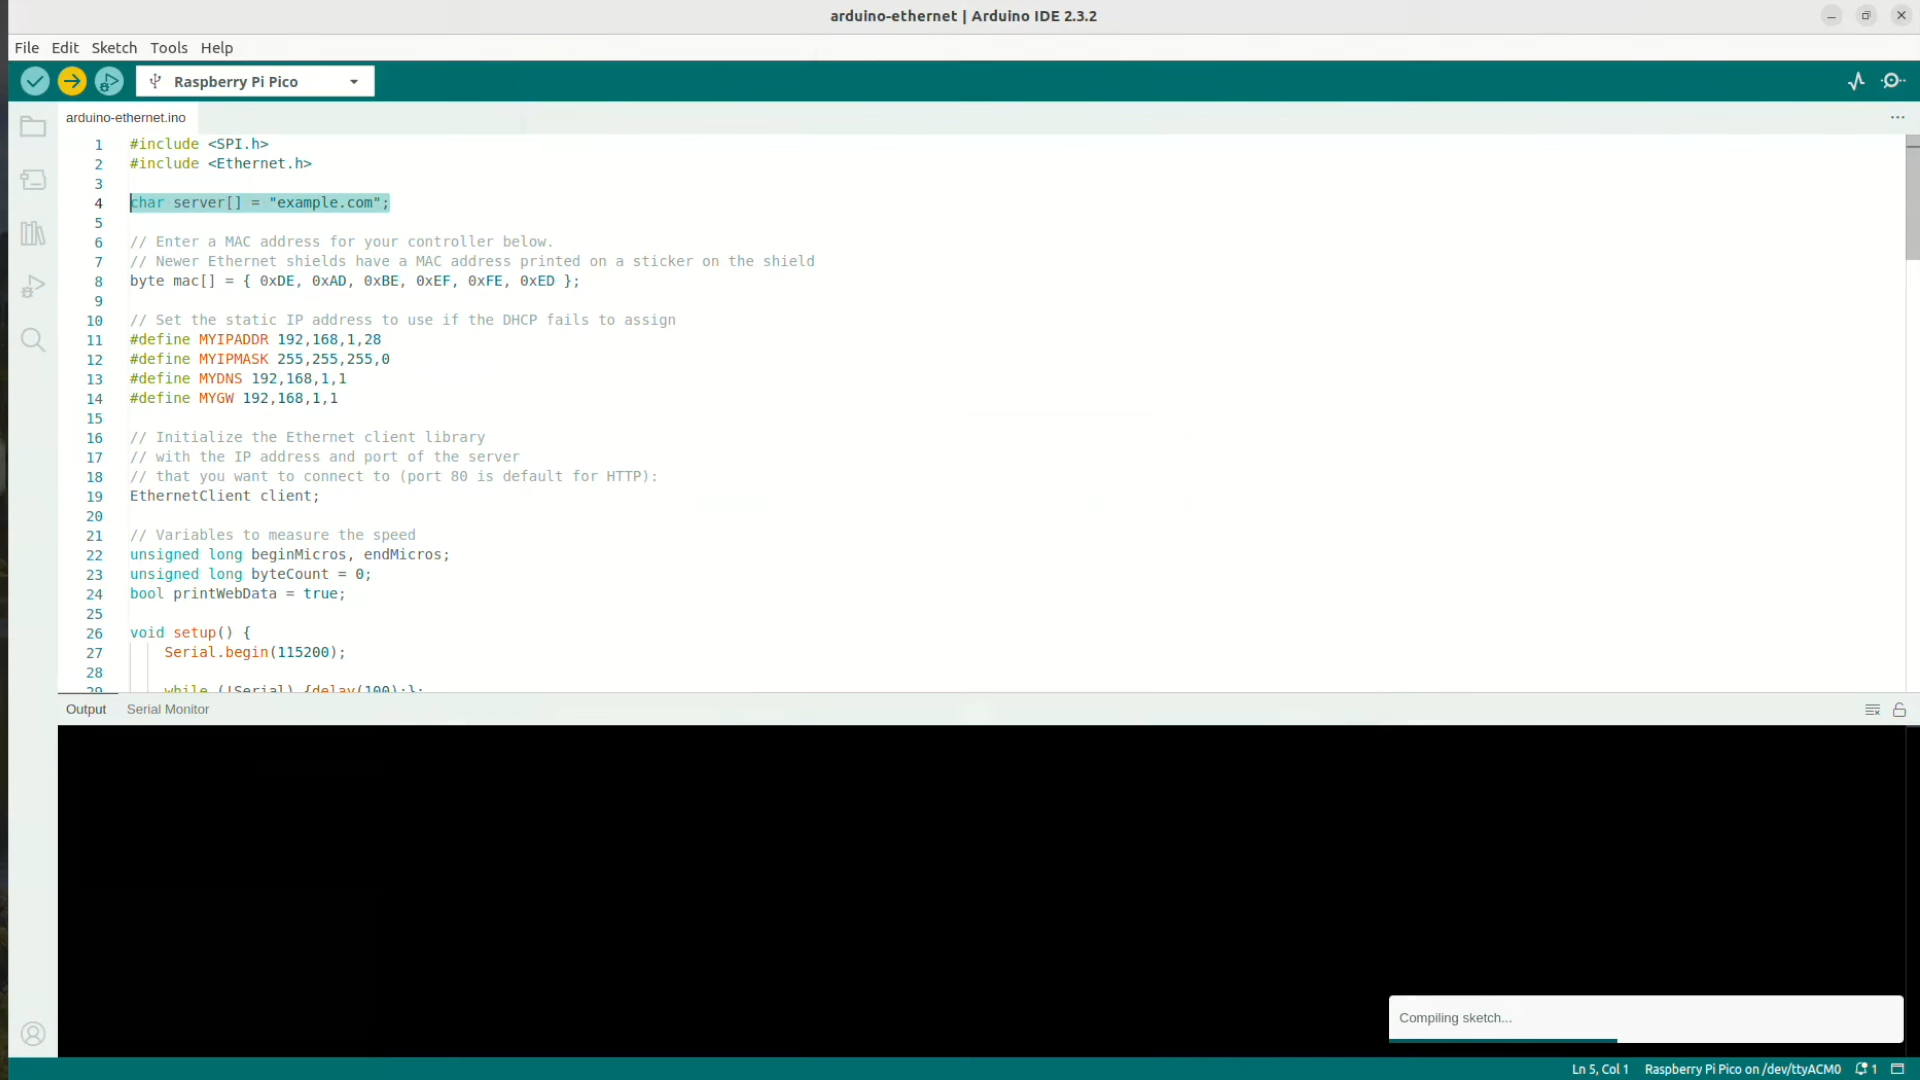 arduino-ethernet | Arduino IDE 2.3.2
File Edit Sketch Tools Help
Raspberry Pi Pico
arduino-ethernet.ino
1 #include <SPI.h>
2 #include <Ethernet.h>
3
4 char server[] = "example.com";
5
6 // Enter a MAC address for your controller below.
7 // Newer Ethernet shields have a MAC address printed on a sticker on the shield
8 byte mac[] = { 0xDE, 0xAD, 0xBE, 0xEF, 0xFE, 0xED };
9
10 // Set the static IP address to use if the DHCP fails to assign
11 #define MYIPADDR 192,168,1,28
12 #define MYIPMASK 255,255,255,0
13 #define MYDNS 192,168,1,1
14 #define MYGW 192,168,1,1
15
16 // Initialize the Ethernet client library
17 // with the IP address and port of the server
18 // that you want to connect to (port 80 is default for HTTP):
19 EthernetClient client;
20
21 // Variables to measure the speed
22 unsigned long beginMicros, endMicros;
23 unsigned long byteCount = 0;
24 bool printWebData = true;
25
26 void setup() {
27 Serial.begin(115200);
28
29 while (!Serial) {delay(100);};
Output Serial Monitor
Compiling sketch...
Ln 5, Col 1 Raspberry Pi Pico on /dev/ttyACM0 1